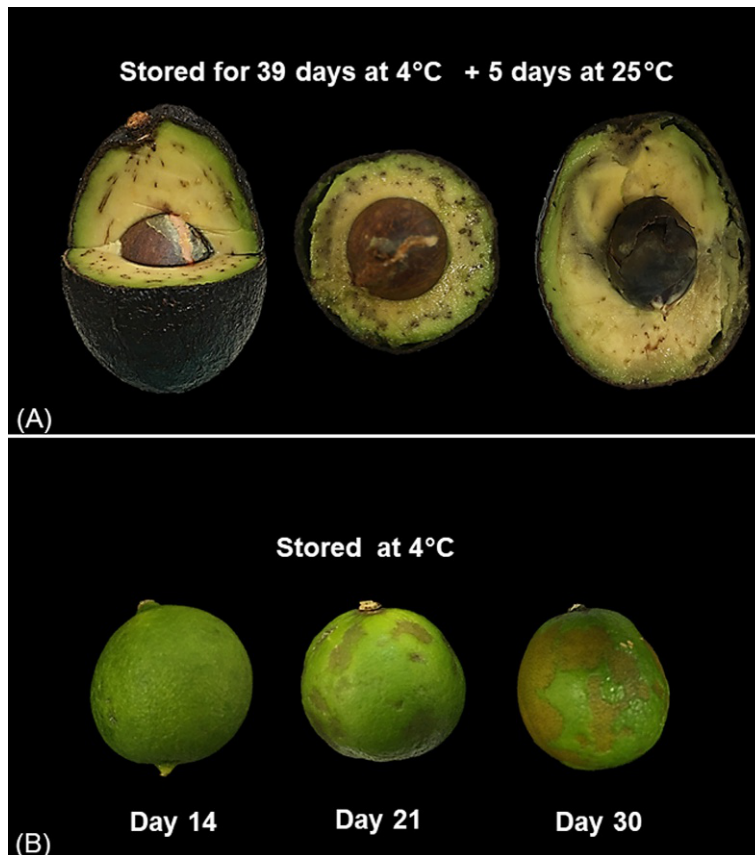 Stored for 39 days at 4°C + 5 days at 25°C
(A)
Stored at 4°C
Day 14 Day 21 Day 30
(B)